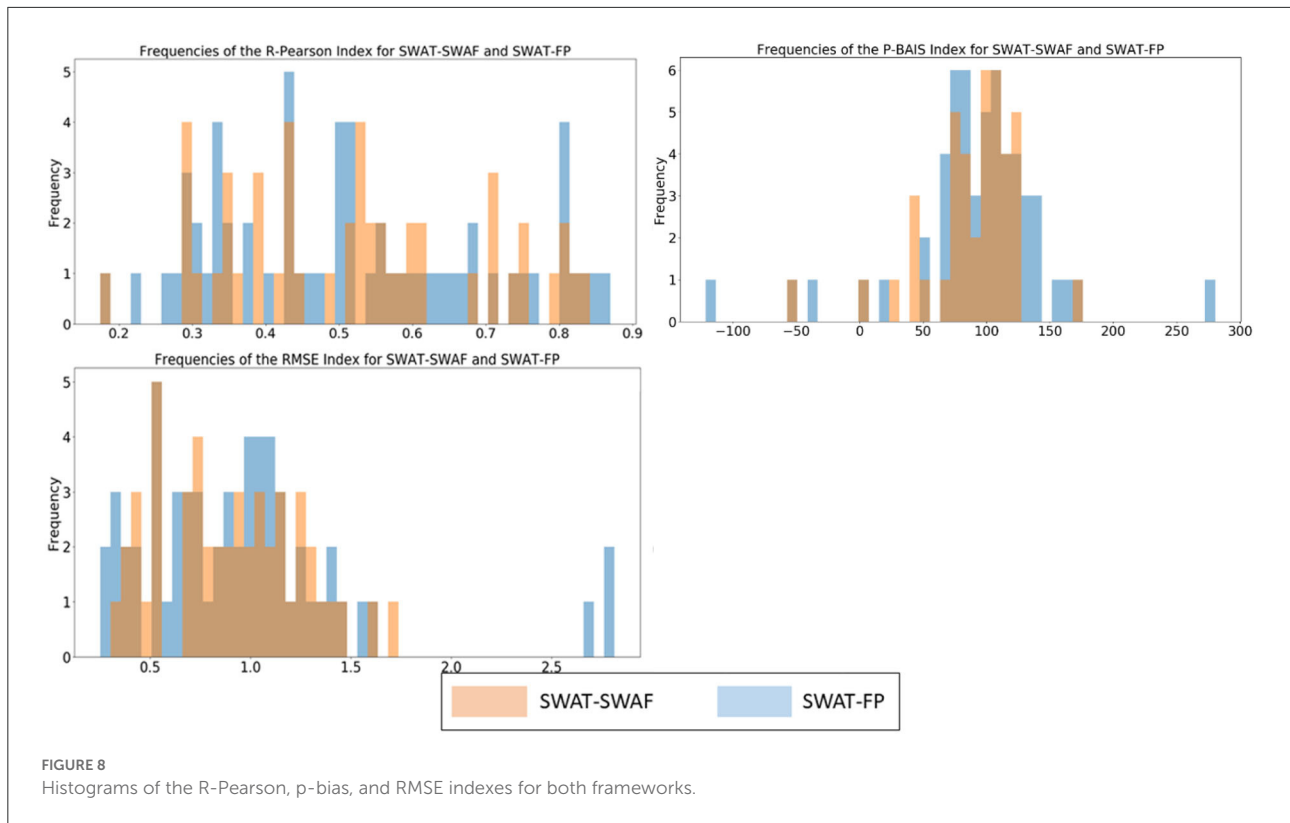 Frequencies of the R-Pearson Index for SWAT-SWAF and SWAT-FP
Frequency
5
4
3
2
1
0
0.2 0.3 0.4 0.5 0.6 0.7 0.8 0.9
Frequencies of the P-BAIS Index for SWAT-SWAF and SWAT-FP
Frequency
6
5
4
3
2
1
0
−100 −50 0 50 100 150 200 250 300
Frequencies of the RMSE Index for SWAT-SWAF and SWAT-FP
Frequency
5
4
3
2
1
0
0.5 1.0 1.5 2.0 2.5
SWAT-SWAF SWAT-FP
FIGURE 8
Histograms of the R-Pearson, p-bias, and RMSE indexes for both frameworks.